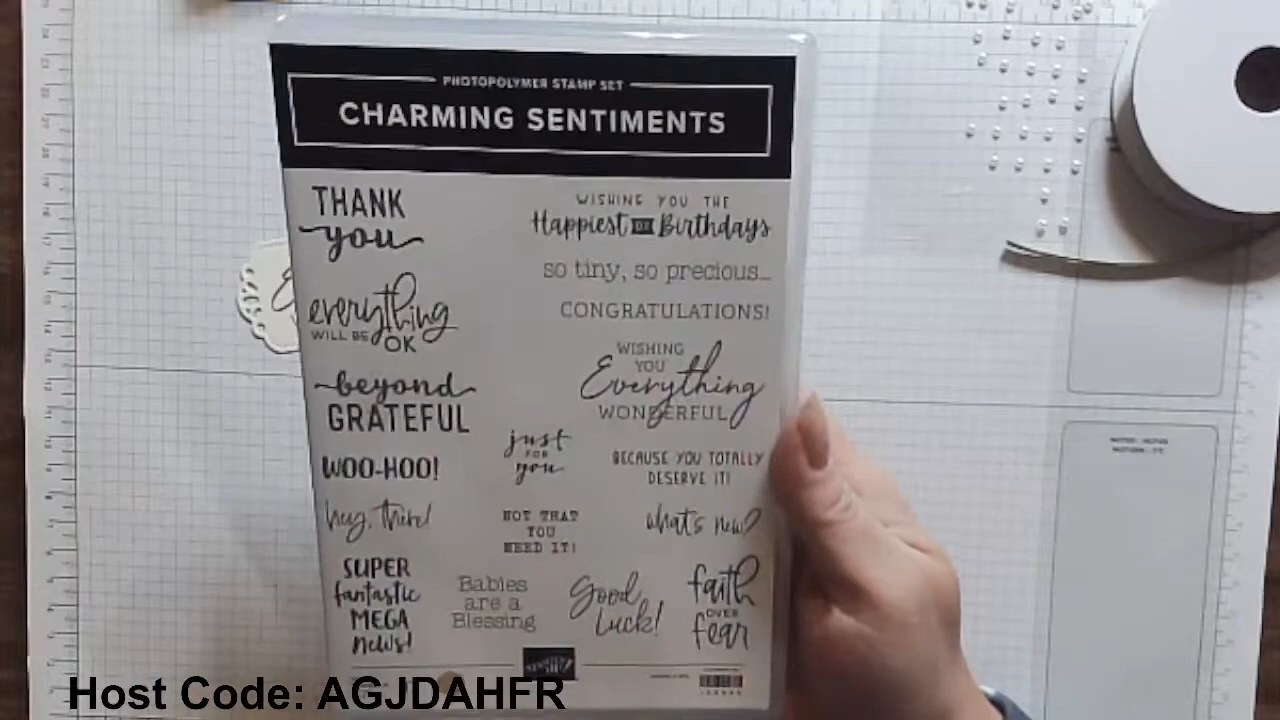 PHOTOPOLYMER STAMP SET
CHARMING SENTIMENTS
THANK
you
everything
WILL BE
OK
beyond
GRATEFUL
WOO-HOO!
hey, there!
SUPER
fantastic
MEGA
news!
just
FOR
you
NOT THAT
YOU
NEED IT!
Babies
are a
Blessing
WISHING YOU THE
Happiest OF Birthdays
so tiny, so precious...
CONGRATULATIONS!
WISHING
YOU
Everything
WONDERFUL
BECAUSE YOU TOTALLY
DESERVE IT!
what's new?
Good
Luck!
faith
OVER
fear
Host Code: AGJDAHFR